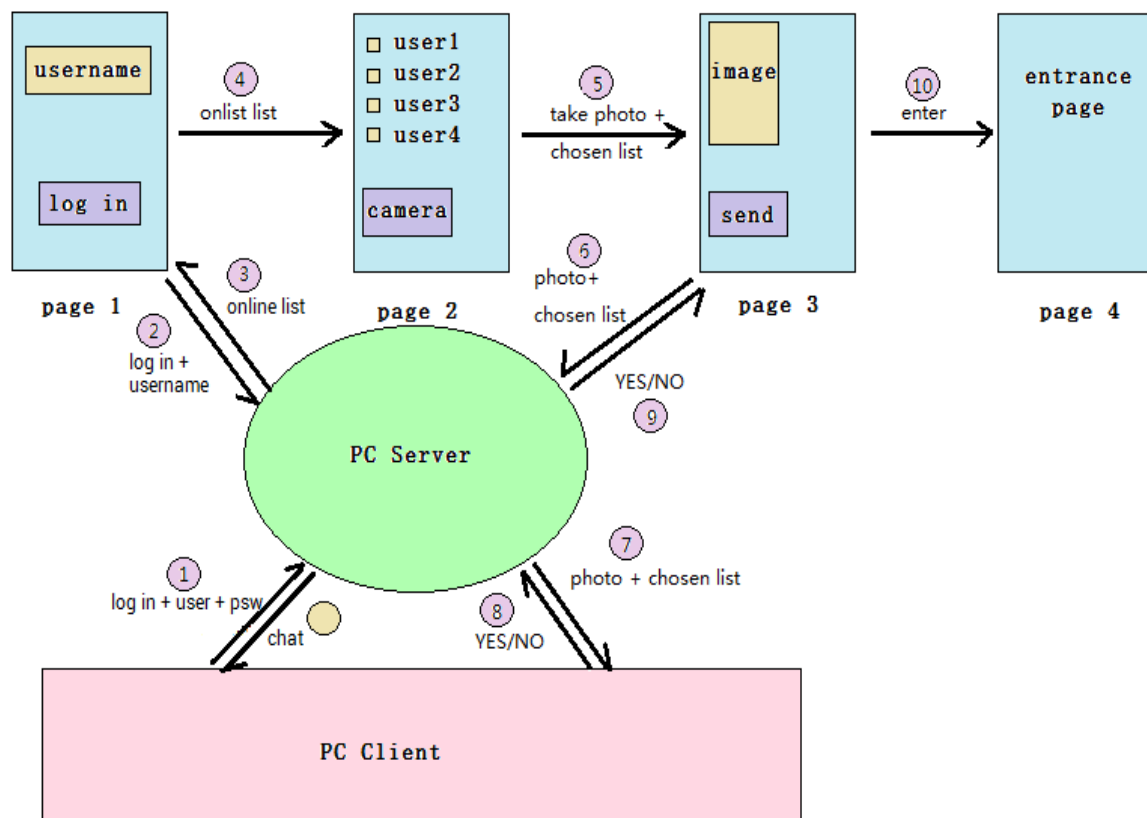 username
log in
page 1
4
onlist list
user1
user2
user3
user4
camera
page 2
5
take photo +
chosen list
image
send
page 3
10
enter
entrance
page
page 4
3
online list
2
log in +
username
6
photo+
chosen list
YES/NO
9
PC Server
1
log in + user + psw
chat
7
photo + chosen list
8
YES/NO
PC Client